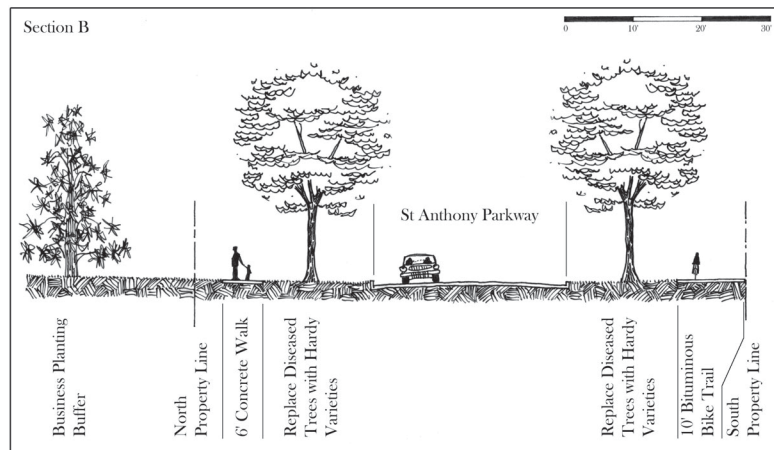 Section B
0 10' 20' 30'
St Anthony Parkway
Business Planting
Buffer
North
Property Line
6' Concrete Walk
Replace Diseased
Trees with Hardy
Varieties
Replace Diseased
Trees with Hardy
Varieties
10' Bituminous
Bike Trail
South
Property Line